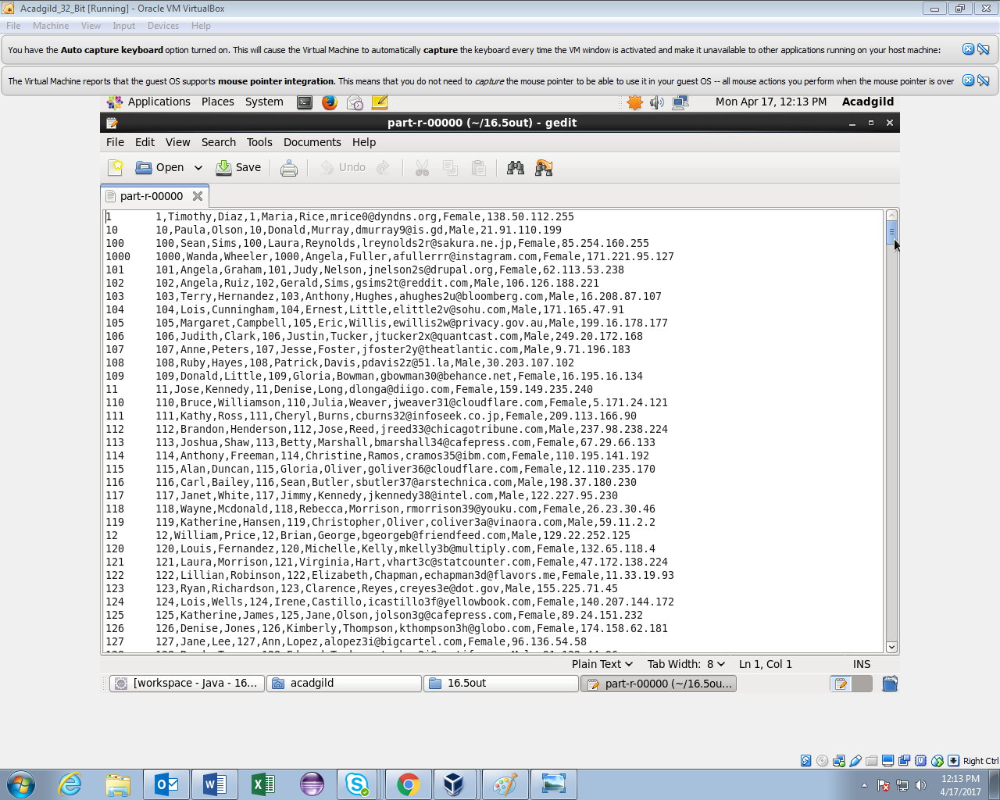 Acadgild_32_Bit [Running] - Oracle VM VirtualBox
File Machine View Input Devices Help
You have the Auto capture keyboard option turned on. This will cause the Virtual Machine to automatically capture the keyboard every time the VM window is activated and make it unavailable to other applications running on your host machine:
The Virtual Machine reports that the guest OS supports mouse pointer integration. This means that you do not need to capture the mouse pointer to be able to use it in your guest OS -- all mouse actions you perform when the mouse pointer is over
Applications Places System Mon Apr 17, 12:13 PM Acadgild
part-r-00000 (~/16.5out) - gedit
File Edit View Search Tools Documents Help
Open Save Undo
part-r-00000
1 1,Timothy,Diaz,1,Maria,Rice,mrice0@dyndns.org,Female,138.50.112.255
10 10,Paula,Olson,10,Donald,Murray,dmurray9@is.gd,Male,21.91.110.199
100 100,Sean,Sims,100,Laura,Reynolds,lreynolds2r@sakura.ne.jp,Female,85.254.160.255
1000 1000,Wanda,Wheeler,1000,Angela,Fuller,afullerrr@instagram.com,Female,171.221.95.127
101 101,Angela,Graham,101,Judy,Nelson,jnelson2s@drupal.org,Female,62.113.53.238
102 102,Angela,Ruiz,102,Gerald,Sims,gsims2t@reddit.com,Male,106.126.188.221
103 103,Terry,Hernandez,103,Anthony,Hughes,ahughes2u@bloomberg.com,Male,16.208.87.107
104 104,Lois,Cunningham,104,Ernest,Little,elittle2v@sohu.com,Male,171.165.47.91
105 105,Margaret,Campbell,105,Eric,Willis,ewillis2w@privacy.gov.au,Male,199.16.178.177
106 106,Judith,Clark,106,Justin,Tucker,jtucker2x@quantcast.com,Male,249.20.172.168
107 107,Anne,Peters,107,Jesse,Foster,jfoster2y@theatlantic.com,Male,9.71.196.183
108 108,Ruby,Hayes,108,Patrick,Davis,pdavis2z@51.la,Male,30.203.107.102
109 109,Donald,Little,109,Gloria,Bowman,gbowman30@behance.net,Female,16.195.16.134
11 11,Jose,Kennedy,11,Denise,Long,dlonga@diigo.com,Female,159.149.235.240
110 110,Bruce,Williamson,110,Julia,Weaver,jweaver31@cloudflare.com,Female,5.171.24.121
111 111,Kathy,Ross,111,Cheryl,Burns,cburns32@infoseek.co.jp,Female,209.113.166.90
112 112,Brandon,Henderson,112,Jose,Reed,jreed33@chicagotribune.com,Male,237.98.238.224
113 113,Joshua,Shaw,113,Betty,Marshall,bmarshall34@cafepress.com,Female,67.29.66.133
114 114,Anthony,Freeman,114,Christine,Ramos,cramos35@ibm.com,Female,110.195.141.192
115 115,Alan,Duncan,115,Gloria,Oliver,goliver36@cloudflare.com,Female,12.110.235.170
116 116,Carl,Bailey,116,Sean,Butler,sbutler37@arstechnica.com,Male,198.37.180.230
117 117,Janet,White,117,Jimmy,Kennedy,jkennedy38@intel.com,Male,122.227.95.230
118 118,Wayne,Mcdonald,118,Rebecca,Morrison,rmorrison39@youku.com,Female,26.23.30.46
119 119,Katherine,Hansen,119,Christopher,Oliver,coliver3a@vinaora.com,Male,59.11.2.2
12 12,William,Price,12,Brian,George,bgeorgeb@friendfeed.com,Male,129.22.252.125
120 120,Louis,Fernandez,120,Michelle,Kelly,mkelly3b@multiply.com,Female,132.65.118.4
121 121,Laura,Morrison,121,Virginia,Hart,vhart3c@statcounter.com,Female,47.172.138.224
122 122,Lillian,Robinson,122,Elizabeth,Chapman,echapman3d@flavors.me,Female,11.33.19.93
123 123,Ryan,Richardson,123,Clarence,Reyes,creyes3e@dot.gov,Male,155.225.71.45
124 124,Lois,Wells,124,Irene,Castillo,icastillo3f@yellowbook.com,Female,140.207.144.172
125 125,Katherine,James,125,Jane,Olson,jolson3g@cafepress.com,Female,89.24.151.232
126 126,Denise,Jones,126,Kimberly,Thompson,kthompson3h@globo.com,Female,174.158.62.181
127 127,Jane,Lee,127,Ann,Lopez,alopez3i@bigcartel.com,Female,96.136.54.58
Plain Text Tab Width: 8 Ln 1, Col 1 INS
[workspace - Java - 16... acadgild 16.5out part-r-00000 (~/16.5ou...
Right Ctrl
12:13 PM
4/17/2017